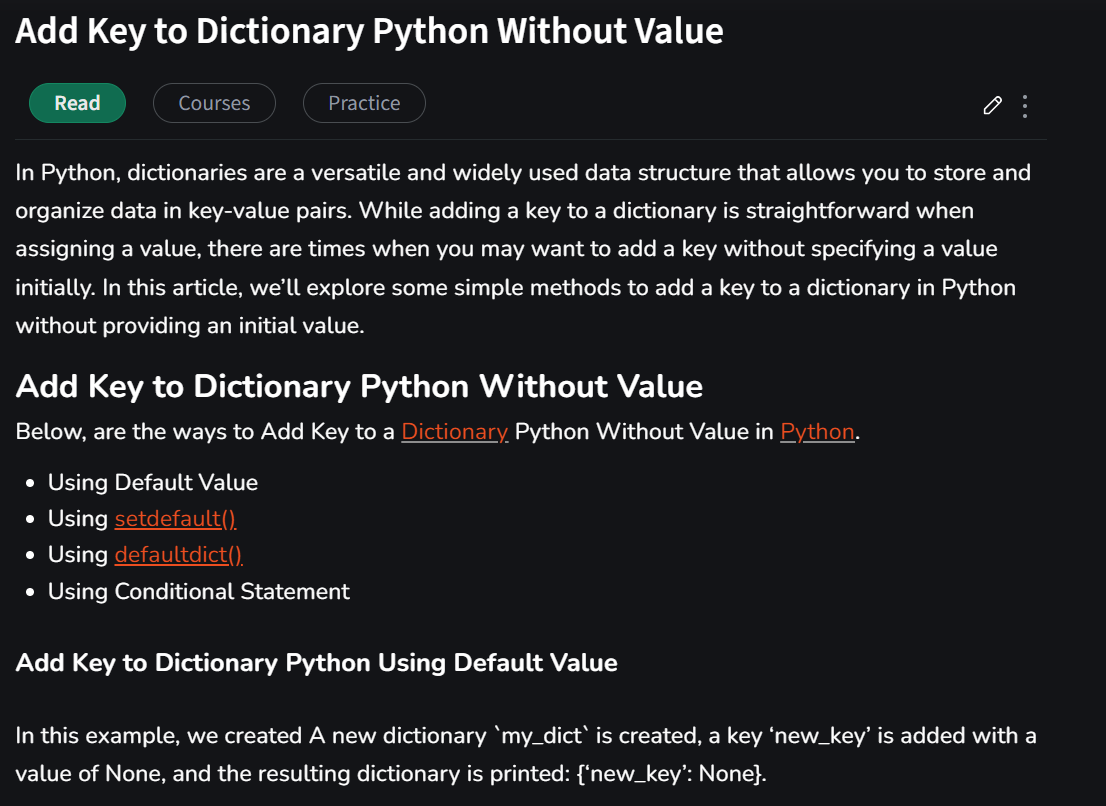 Add Key to Dictionary Python Without Value
Read
Courses
Practice
In Python, dictionaries are a versatile and widely used data structure that allows you to store and
organize data in key-value pairs. While adding a key to a dictionary is straightforward when
assigning a value, there are times when you may want to add a key without specifying a value
initially. In this article, we’ll explore some simple methods to add a key to a dictionary in Python
without providing an initial value.
Add Key to Dictionary Python Without Value
Below, are the ways to Add Key to a Dictionary Python Without Value in Python.
• Using Default Value
• Using setdefault()
• Using defaultdict()
• Using Conditional Statement
Add Key to Dictionary Python Using Default Value
In this example, we created A new dictionary `my_dict` is created, a key ‘new_key’ is added with a
value of None, and the resulting dictionary is printed: {‘new_key’: None}.